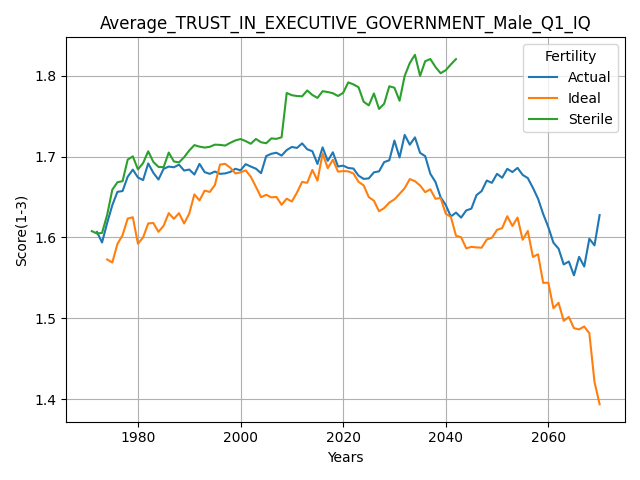 Average_TRUST_IN_EXECUTIVE_GOVERNMENT_Male_Q1_IQ
Fertility
Actual
Ideal
Sterile
Score(1-3)
1.8
1.7
1.6
1.5
1.4
1980 2000 2020 2040 2060
Years